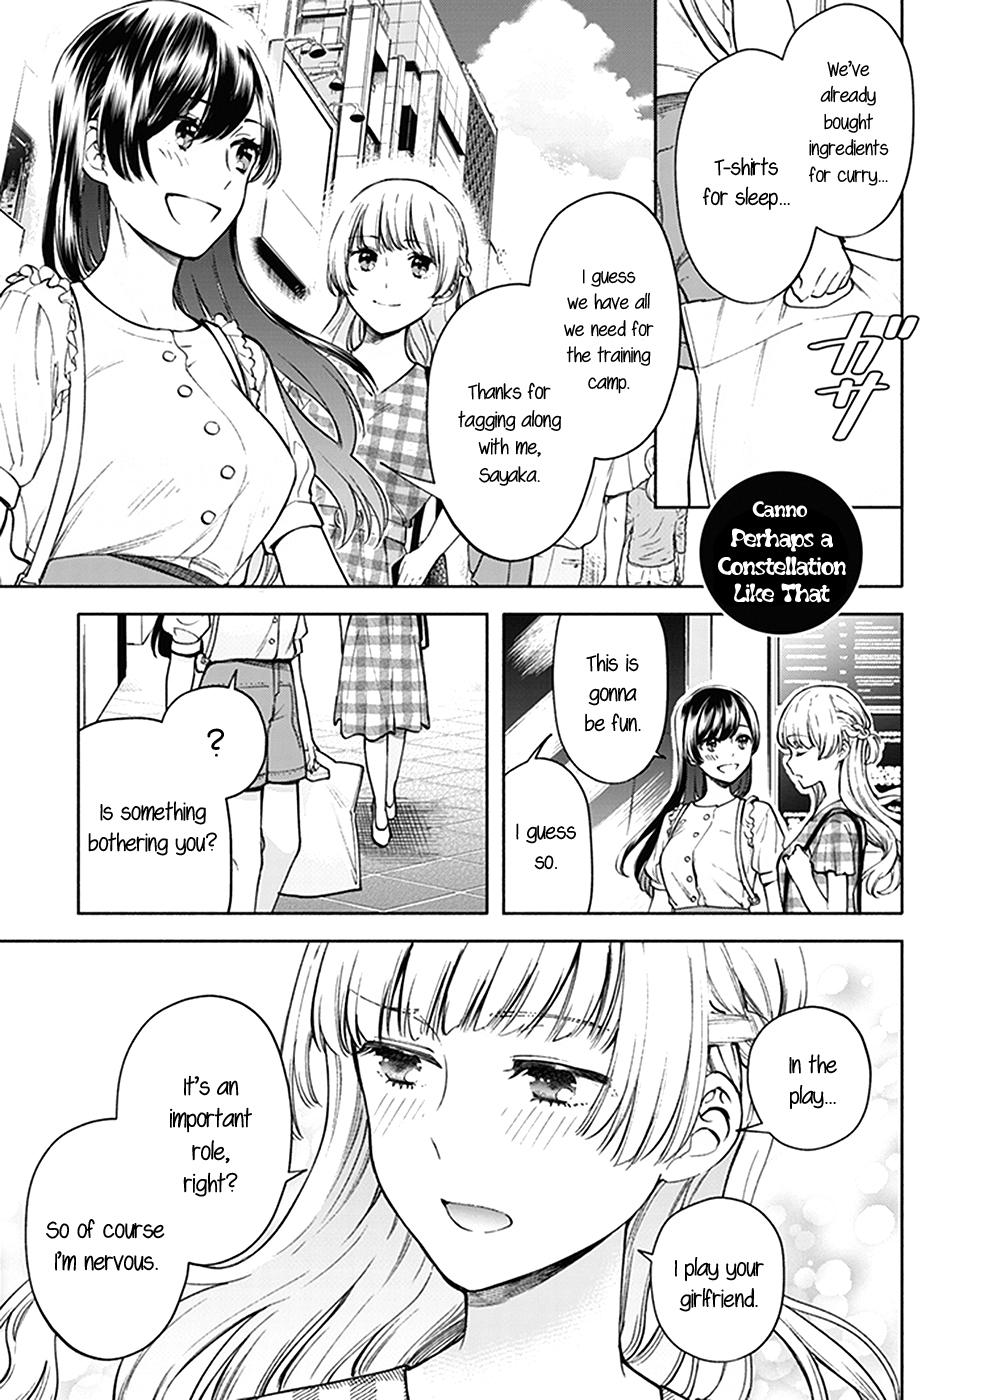 We've
already
bought
ingredients
for curry...
T-shirts
for sleep...
ガサ
I guess
we have all
we need for
the training
camp.
Thanks for
tagging along
with me,
Sayaka.
Canno
Perhaps a
Constellation
Like That
This is
gonna
be fun.
I guess
so.
?
Is something
bothering you?
In the
play...
I play your
girlfriend.
It's an
important
role,
right?
So of course
I'm nervous.